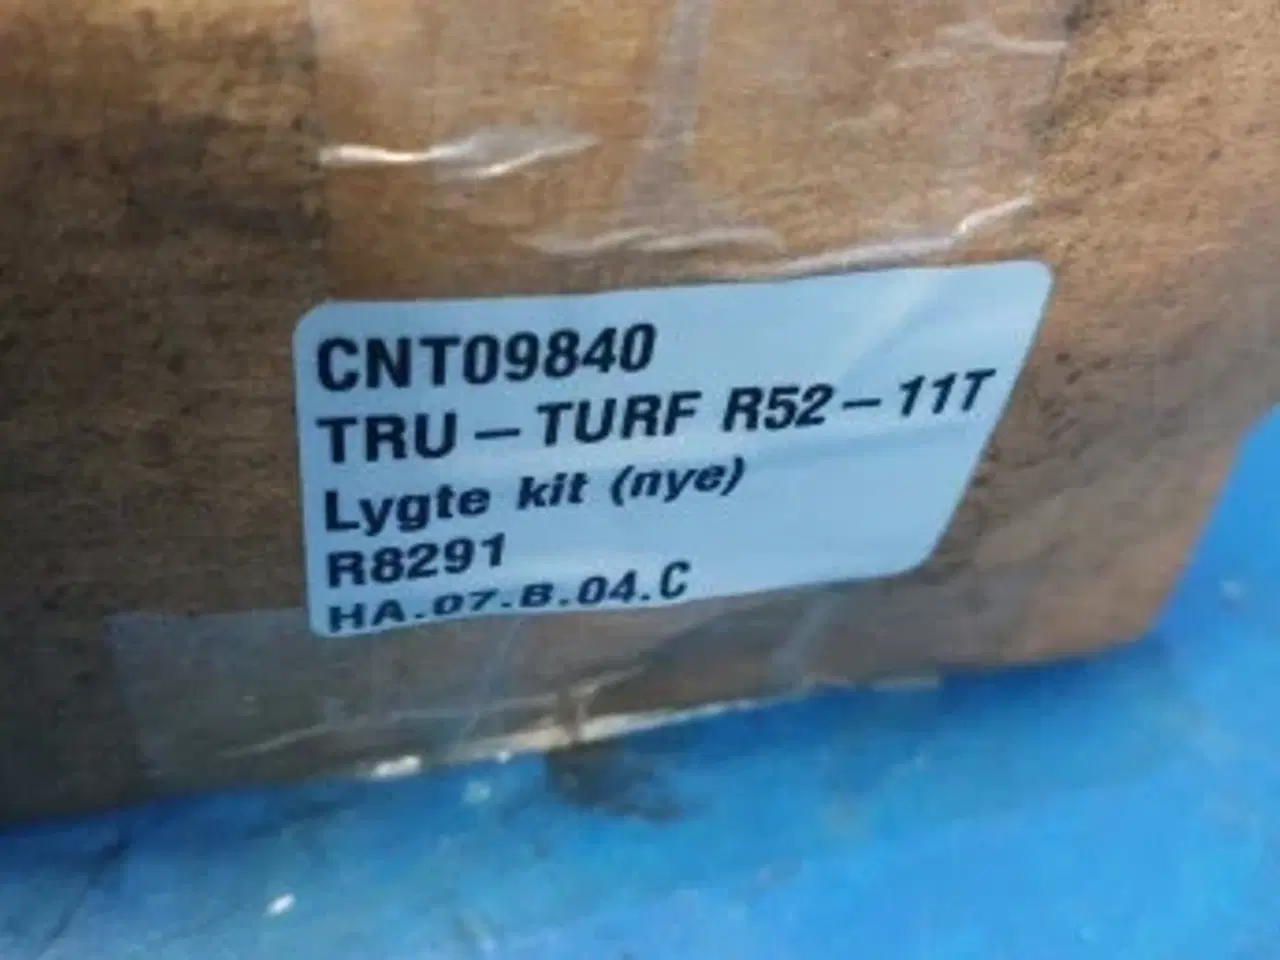 CNT09840
TRU-TURF R52-11T
Lygte kit (nye)
R8291
HA.07.B.04.C